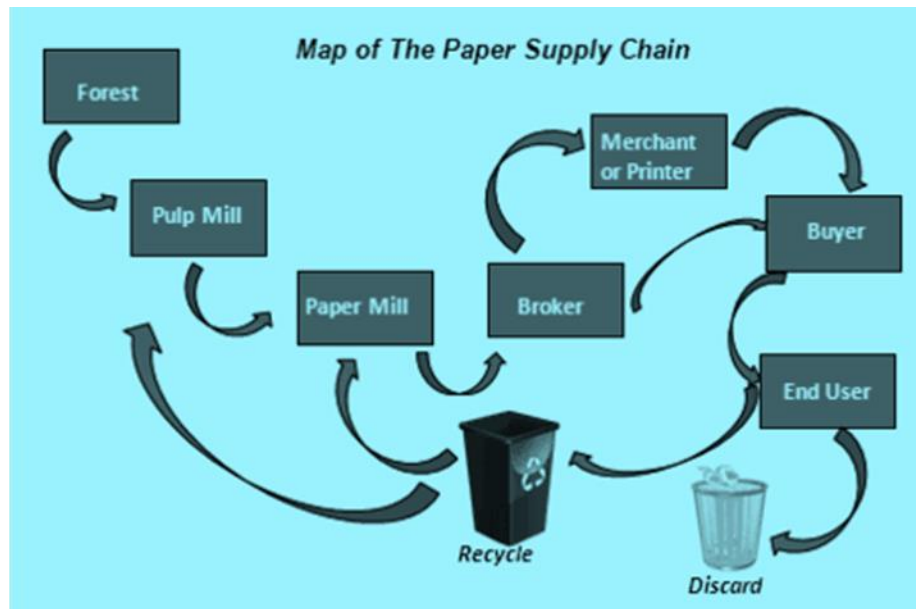 Map of The Paper Supply Chain
Forest
Pulp Mill
Paper Mill
Broker
Merchant
or Printer
Buyer
End User
Recycle
Discard